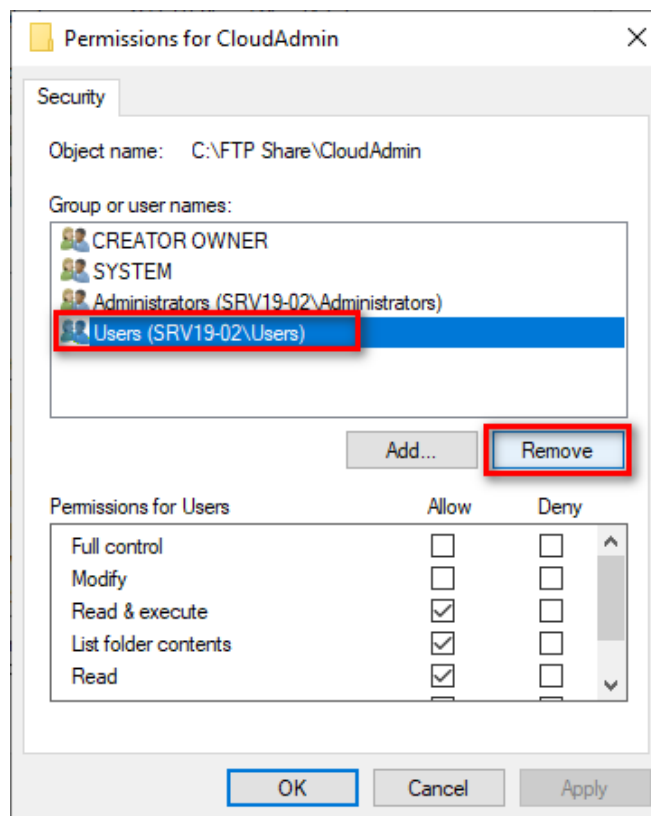 Permissions for CloudAdmin
Security
Object name: C:\FTP Share\CloudAdmin
Group or user names:
CREATOR OWNER
SYSTEM
Administrators (SRV19-02\Administrators)
Users (SRV19-02\Users)
Add... Remove
Permissions for Users Allow Deny
Full control
Modify
Read & execute
List folder contents
Read
OK Cancel Apply